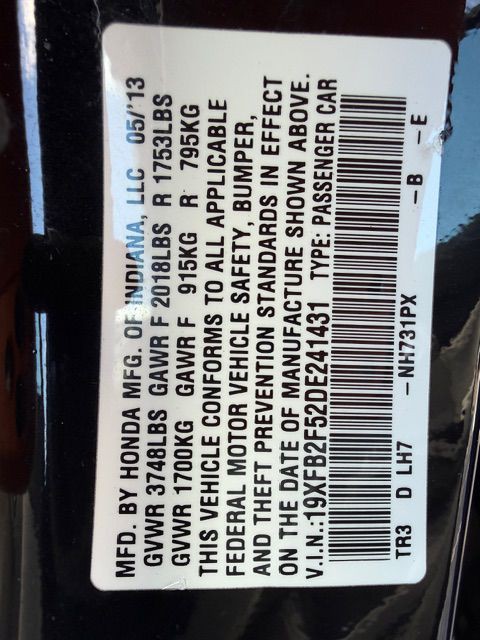 MFD. BY HONDA MFG. OF INDIANA, LLC 05/'13
GVWR 3748LBS GAWR F 2018LBS R 1753LBS
GVWR 1700KG GAWR F 915KG R 795KG
THIS VEHICLE CONFORMS TO ALL APPLICABLE
FEDERAL MOTOR VEHICLE SAFETY, BUMPER,
AND THEFT PREVENTION STANDARDS IN EFFECT
ON THE DATE OF MANUFACTURE SHOWN ABOVE.
V.I.N.:19XFB2F52DE241431 TYPE: PASSENGER CAR
TR3 D LH7 -NH731PX -B -E